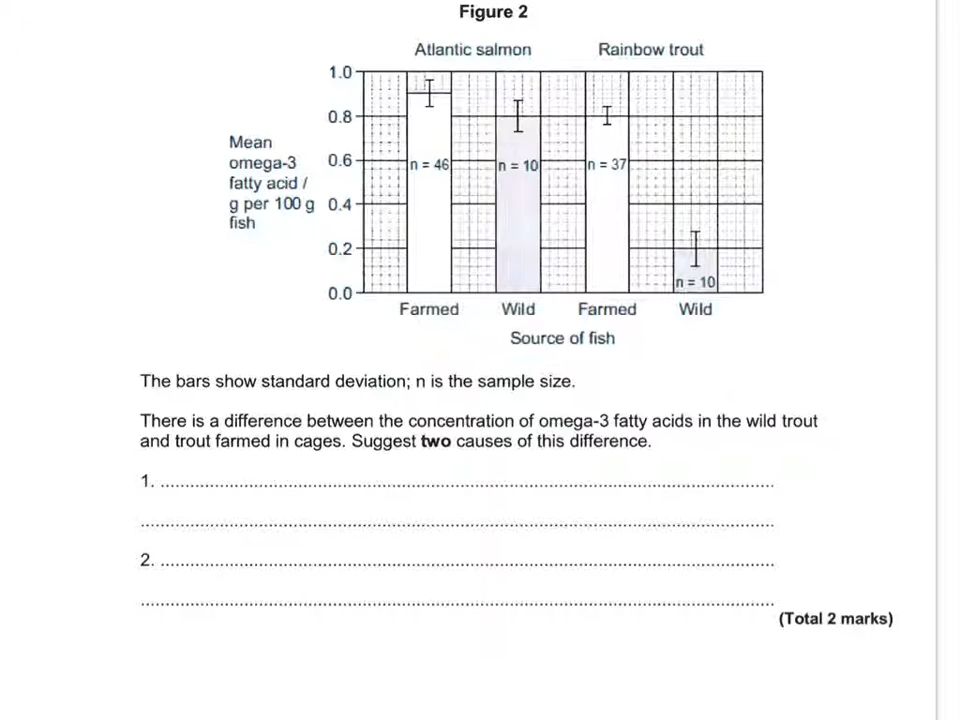 Figure 2
Atlantic salmon Rainbow trout
1.0
0.8
0.6
0.4
0.2
0.0
Mean
omega-3
fatty acid /
g per 100 g
fish
n = 46 n = 10 n = 37
n = 10
Farmed Wild Farmed Wild
Source of fish
The bars show standard deviation; n is the sample size.
There is a difference between the concentration of omega-3 fatty acids in the wild trout
and trout farmed in cages. Suggest two causes of this difference.
1.
2.
(Total 2 marks)